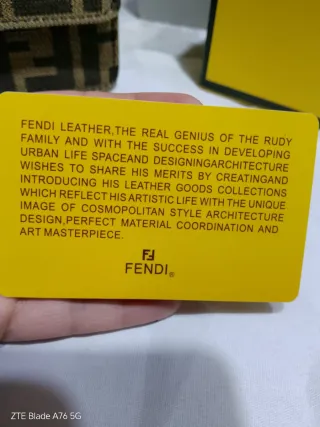 FENDI LEATHER,THE REAL GENIUS OF THE RUDY
FAMILY AND WITH THE SUCCESS IN DEVELOPING
URBAN LIFE SPACEAND DESIGNINGARCHITECTURE
WISHES TO SHARE HIS MERITS BY CREATINGAND
INTRODUCING HIS LEATHER GOODS COLLECTIONS
WHICH REFLECT HIS ARTISTIC LIFE WITH THE UNIQUE
IMAGE OF COSMOPOLITAN STYLE ARCHITECTURE
DESIGN,PERFECT MATERIAL COORDINATION AND
ART MASTERPIECE.
FENDI®
ZTE Blade A76 5G